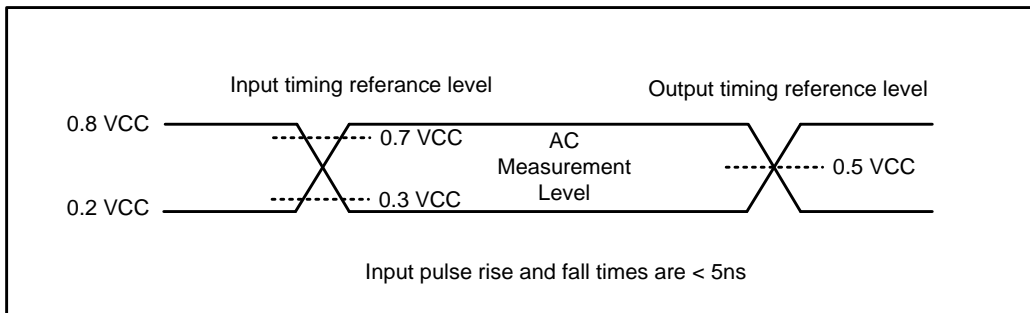 Input timing referance level
Output timing reference level
0.8 VCC
0.7 VCC
AC
Measurement
Level
0.5 VCC
0.2 VCC
0.3 VCC
Input pulse rise and fall times are < 5ns